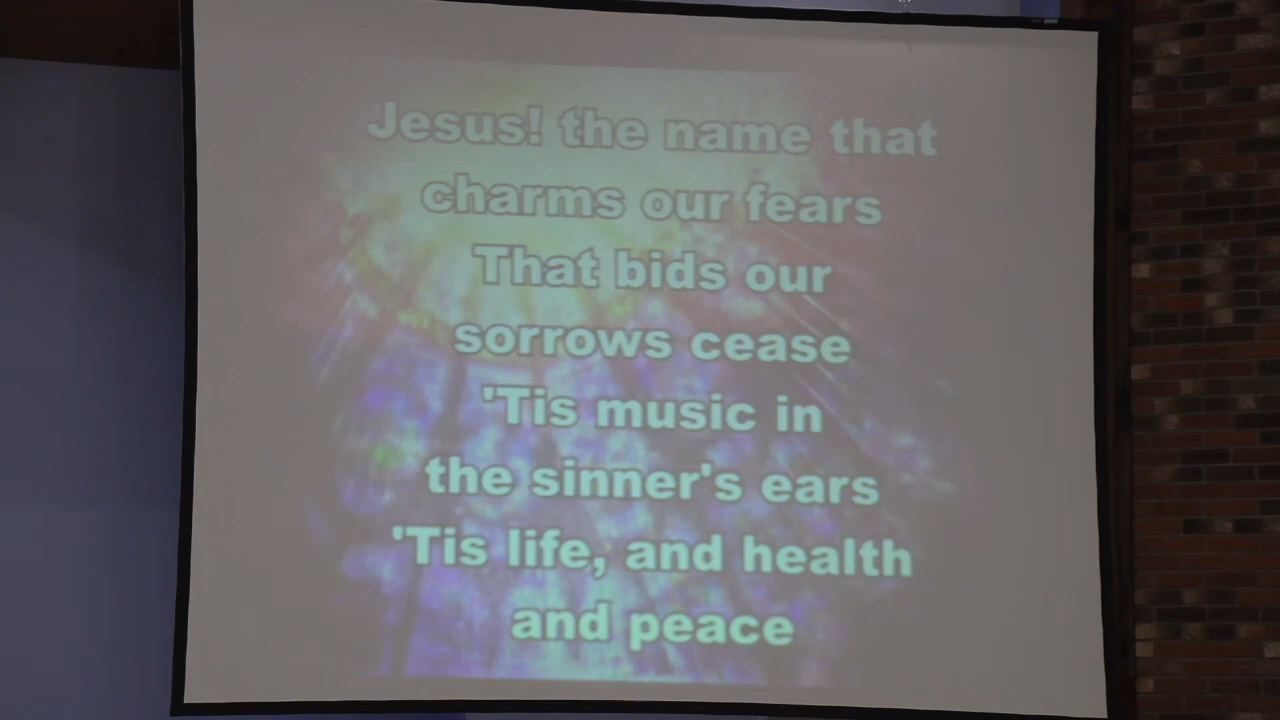 Jesus! the name that
charms our fears
That bids our
sorrows cease
'Tis music in
the sinner's ears
'Tis life, and health
and peace